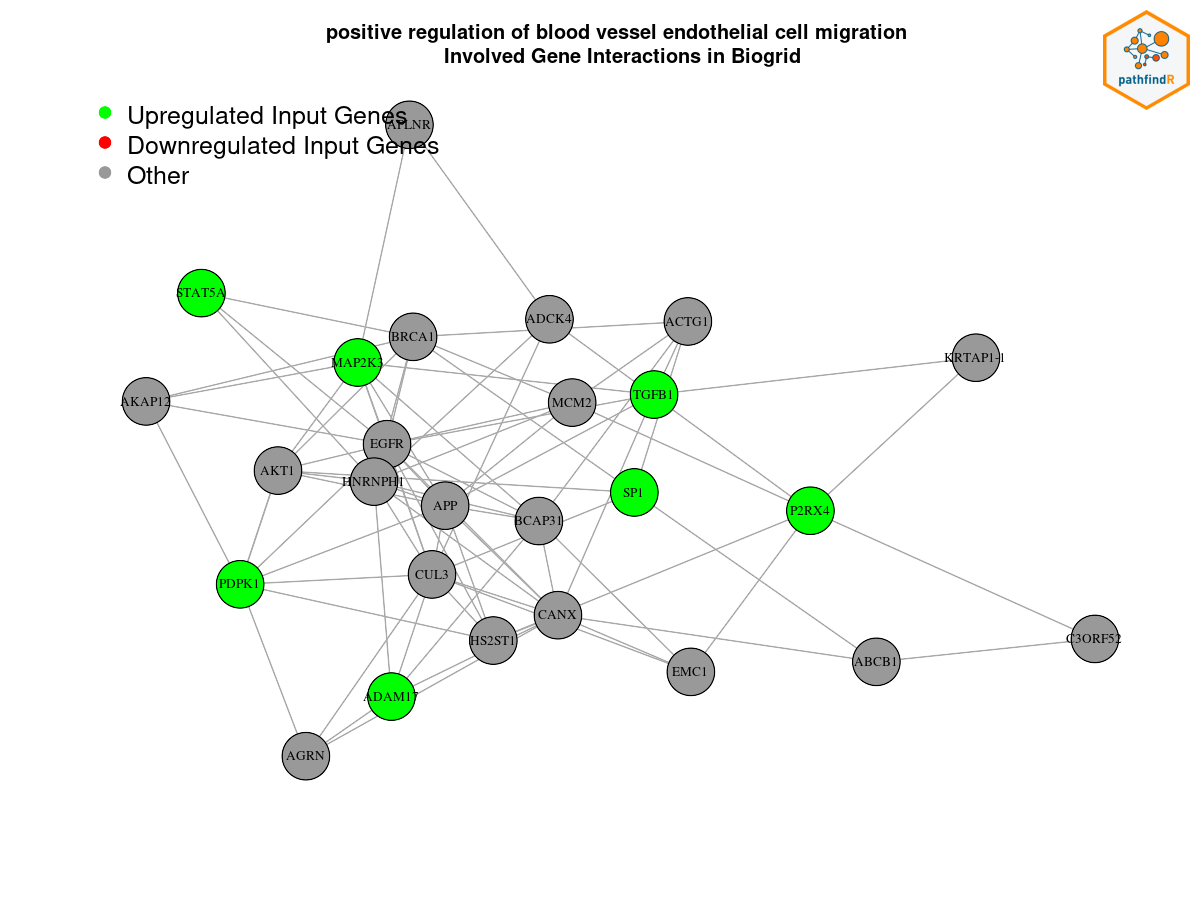 positive regulation of blood vessel endothelial cell migration
Involved Gene Interactions in Biogrid
pathfindR
Upregulated Input Genes
APLNR
Downregulated Input Genes
Other
STAT5A
ADCK4
ACTG1
BRCA1
KRTAP1-1
MAP2K3
AKAP12
MCM2
TGFB1
EGFR
AKT1
HNRNPH1
SP1
APP
P2RX4
BCAP31
CUL3
PDPK1
CANX
HS2ST1
C3ORF52
ABCB1
EMC1
ADAM17
AGRN